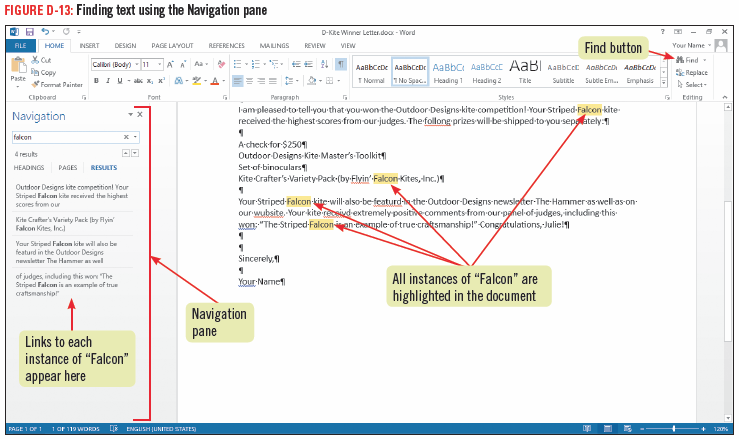 FIGURE D-13: Finding text using the Navigation pane
D-Kite Winner Letter.docx - Word
FILE HOME INSERT DESIGN PAGE LAYOUT REFERENCES MAILINGS REVIEW VIEW
Your Name
Find button
Paste
Cut
Copy
Format Painter
Calibri (Body) 11
AaBbCcDc AaBbCcDc AaBbCc AaBbCcC AaBl AaBbCcC AaBbCcDc AaBbCcDc
¶ Normal ¶ No Spac... Heading 1 Heading 2 Title Subtitle Subtle Em... Emphasis
Find
Replace
Select
Clipboard Font Paragraph Styles Editing
Navigation
falcon
4 results
HEADINGS PAGES RESULTS
Outdoor Designs kite competition! Your
Striped Falcon kite received the highest
scores from our
Kite Crafter's Variety Pack (by Flyin'
Falcon Kites, Inc.)
Your Striped Falcon kite will also be
featurd in the Outdoor Designs
newsletter The Hammer as well
of judges, including this worn "The
Striped Falcon is an example of true
craftsmanship!"
Links to each
instance of "Falcon"
appear here
Navigation
pane
I·am·pleased·to·tell·you·that·you·won·the·Outdoor·Designs·kite·competition!·Your·Striped·Falcon·kite·
received·the·highest·scores·from·our·judges.·The·follong·prizes·will·be·shipped·to·you·separately:¶
¶
A·check·for·$250¶
Outdoor·Designs·Kite·Master's·Toolkit¶
Set·of·binoculars¶
Kite·Crafter's·Variety·Pack·(by·Flyin'·Falcon·Kites,·Inc.)¶
¶
Your·Striped·Falcon·kite·will·also·be·featurd·in·the·Outdoor·Designs·newsletter·The·Hammer·as·well·as·on·
our·wubsite.·Your·kite·receivd·extremely·positive·comments·from·our·panel·of·judges,·including·this·
worn:·"The·Striped·Falcon·is·an·example·of·true·craftsmanship!"·Congratulations,·Julie!¶
¶
¶
Sincerely,¶
¶
Your·Name¶
All instances of "Falcon" are
highlighted in the document
PAGE 1 OF 1 1 OF 119 WORDS ENGLISH (UNITED STATES) 120%